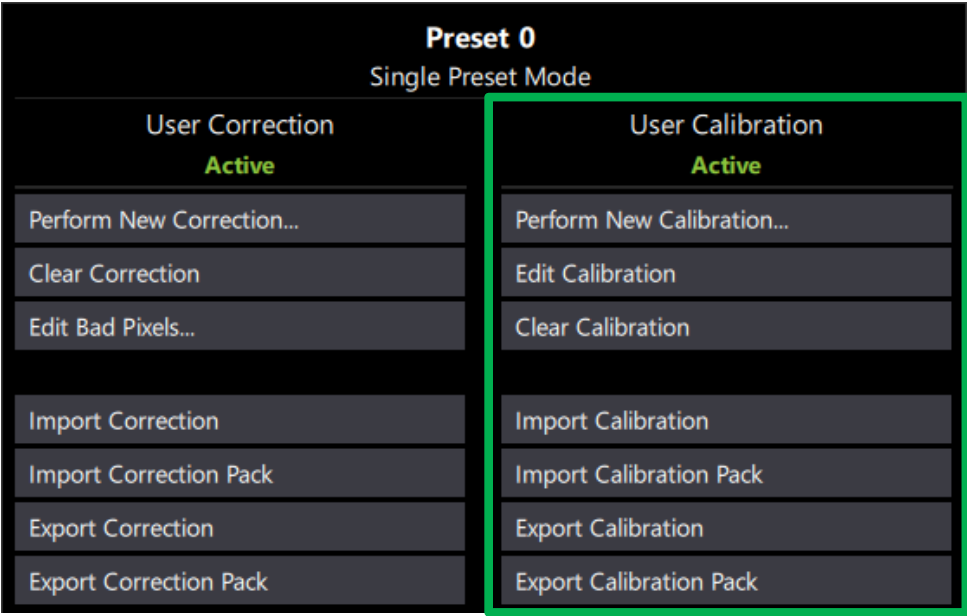 Preset 0
Single Preset Mode
User Correction
Active
Perform New Correction...
Clear Correction
Edit Bad Pixels...
Import Correction
Import Correction Pack
Export Correction
Export Correction Pack
User Calibration
Active
Perform New Calibration...
Edit Calibration
Clear Calibration
Import Calibration
Import Calibration Pack
Export Calibration
Export Calibration Pack